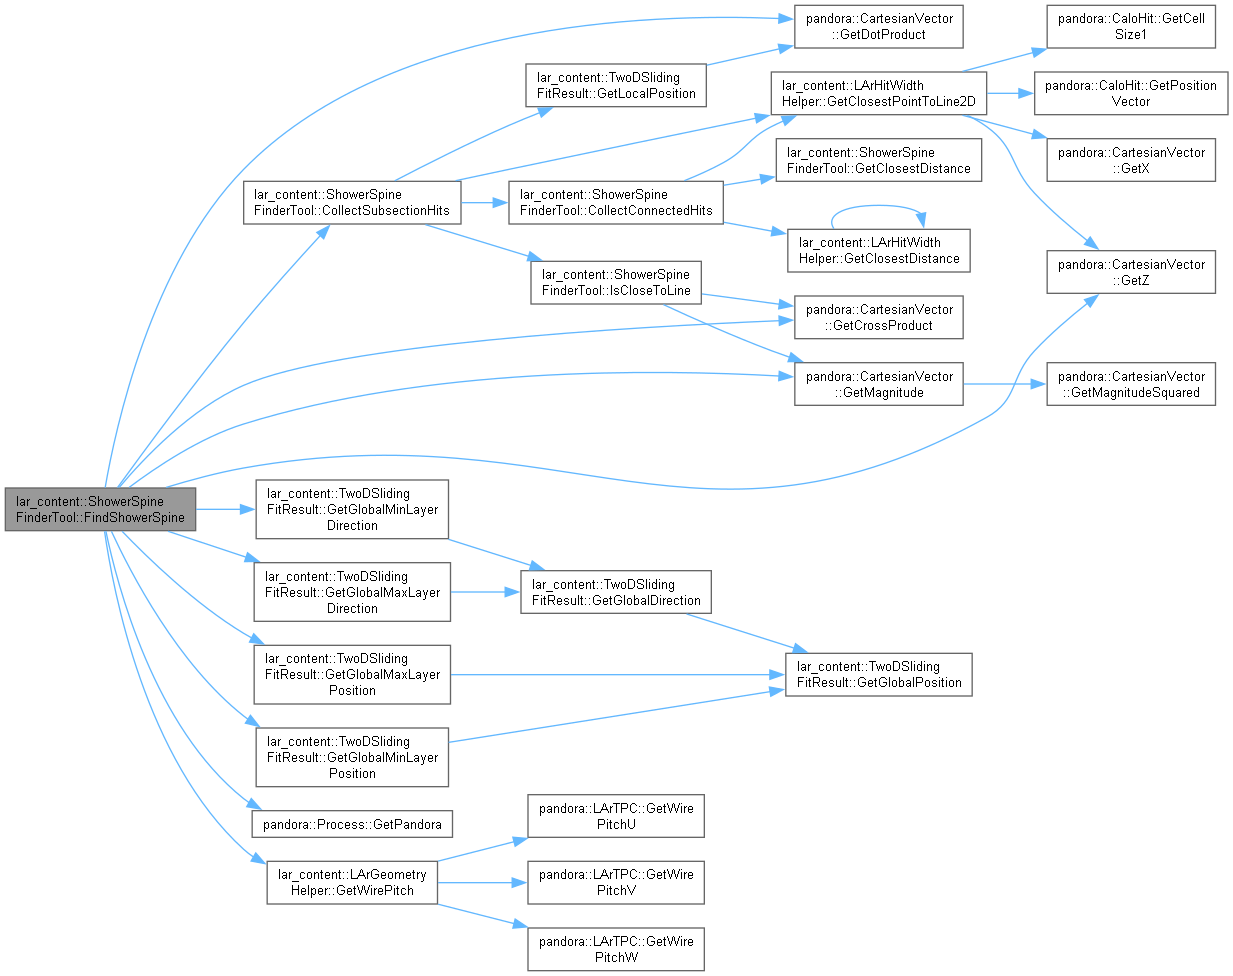 pandora::CartesianVector
::GetDotProduct
pandora::CaloHit::GetCell
Size1
lar_content::TwoDSliding
FitResult::GetLocalPosition
lar_content::LArHitWidth
Helper::GetClosestPointToLine2D
pandora::CaloHit::GetPosition
Vector
lar_content::ShowerSpine
FinderTool::GetClosestDistance
pandora::CartesianVector
::GetX
lar_content::ShowerSpine
FinderTool::CollectSubsectionHits
lar_content::ShowerSpine
FinderTool::CollectConnectedHits
lar_content::LArHitWidth
Helper::GetClosestDistance
pandora::CartesianVector
::GetZ
lar_content::ShowerSpine
FinderTool::IsCloseToLine
pandora::CartesianVector
::GetCrossProduct
pandora::CartesianVector
::GetMagnitude
pandora::CartesianVector
::GetMagnitudeSquared
lar_content::ShowerSpine
FinderTool::FindShowerSpine
lar_content::TwoDSliding
FitResult::GetGlobalMinLayer
Direction
lar_content::TwoDSliding
FitResult::GetGlobalMaxLayer
Direction
lar_content::TwoDSliding
FitResult::GetGlobalDirection
lar_content::TwoDSliding
FitResult::GetGlobalMaxLayer
Position
lar_content::TwoDSliding
FitResult::GetGlobalPosition
lar_content::TwoDSliding
FitResult::GetGlobalMinLayer
Position
pandora::Process::GetPandora
pandora::LArTPC::GetWire
PitchU
lar_content::LArGeometry
Helper::GetWirePitch
pandora::LArTPC::GetWire
PitchV
pandora::LArTPC::GetWire
PitchW